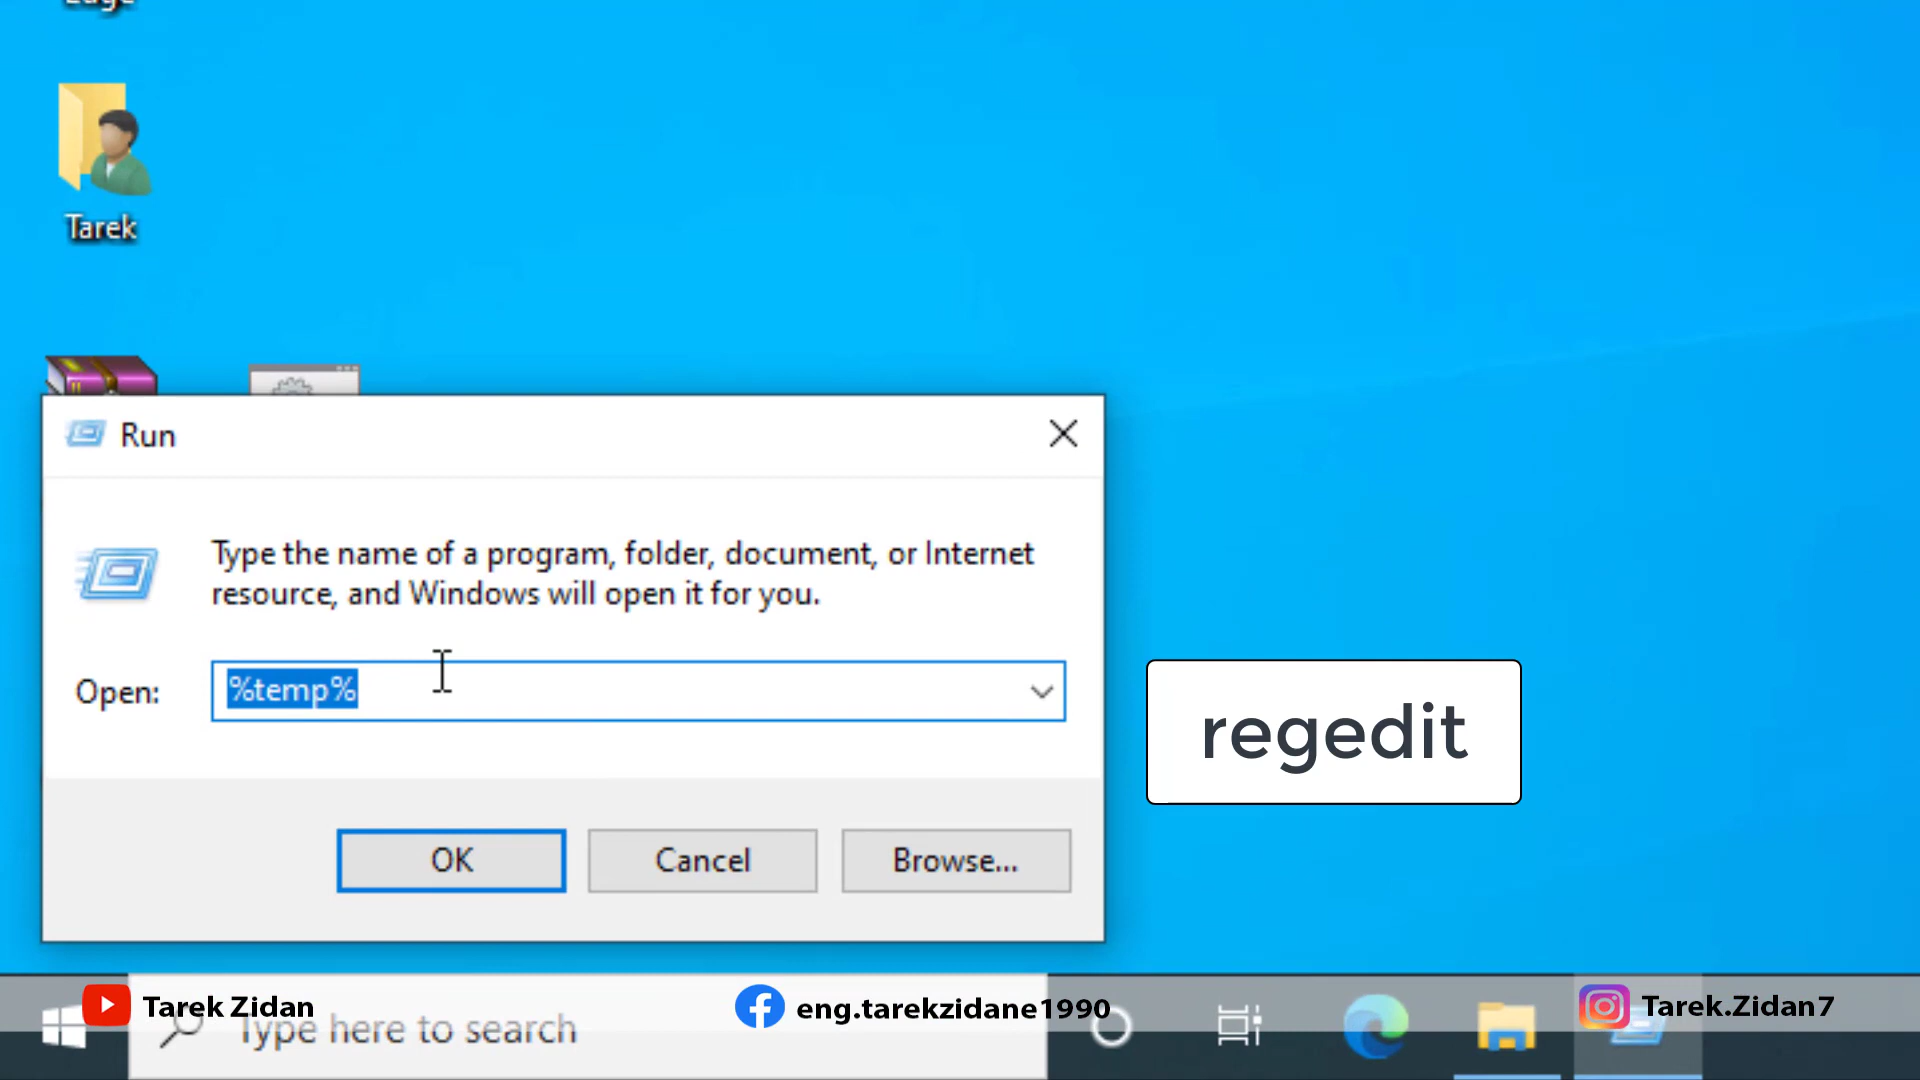 Edge
Tarek
Run
Type the name of a program, folder, document, or Internet
resource, and Windows will open it for you.
Open:
%temp%
regedit
OK
Cancel
Browse...
Tarek Zidan
eng.tarekzidane1990
Tarek.Zidan7
Type here to search